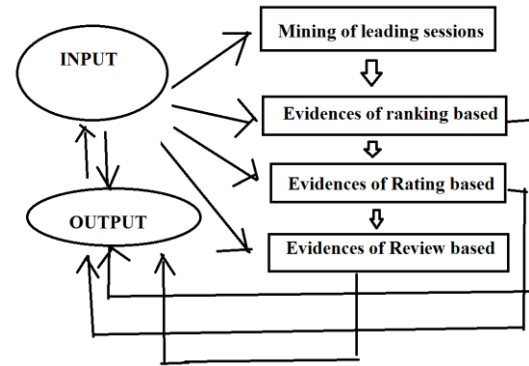 INPUT
Mining of leading sessions
Evidences of ranking based
Evidences of Rating based
OUTPUT
Evidences of Review based